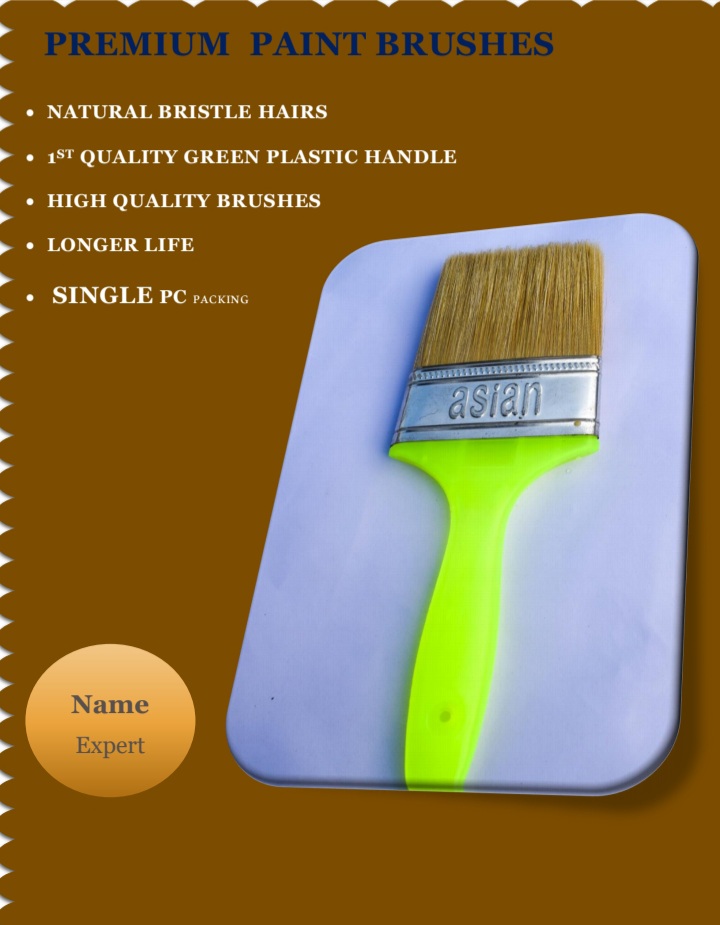 PREMIUM PAINT BRUSHES
• NATURAL BRISTLE HAIRS
• 1ST QUALITY GREEN PLASTIC HANDLE
• HIGH QUALITY BRUSHES
• LONGER LIFE
• SINGLE PC PACKING
asian
Name
Expert